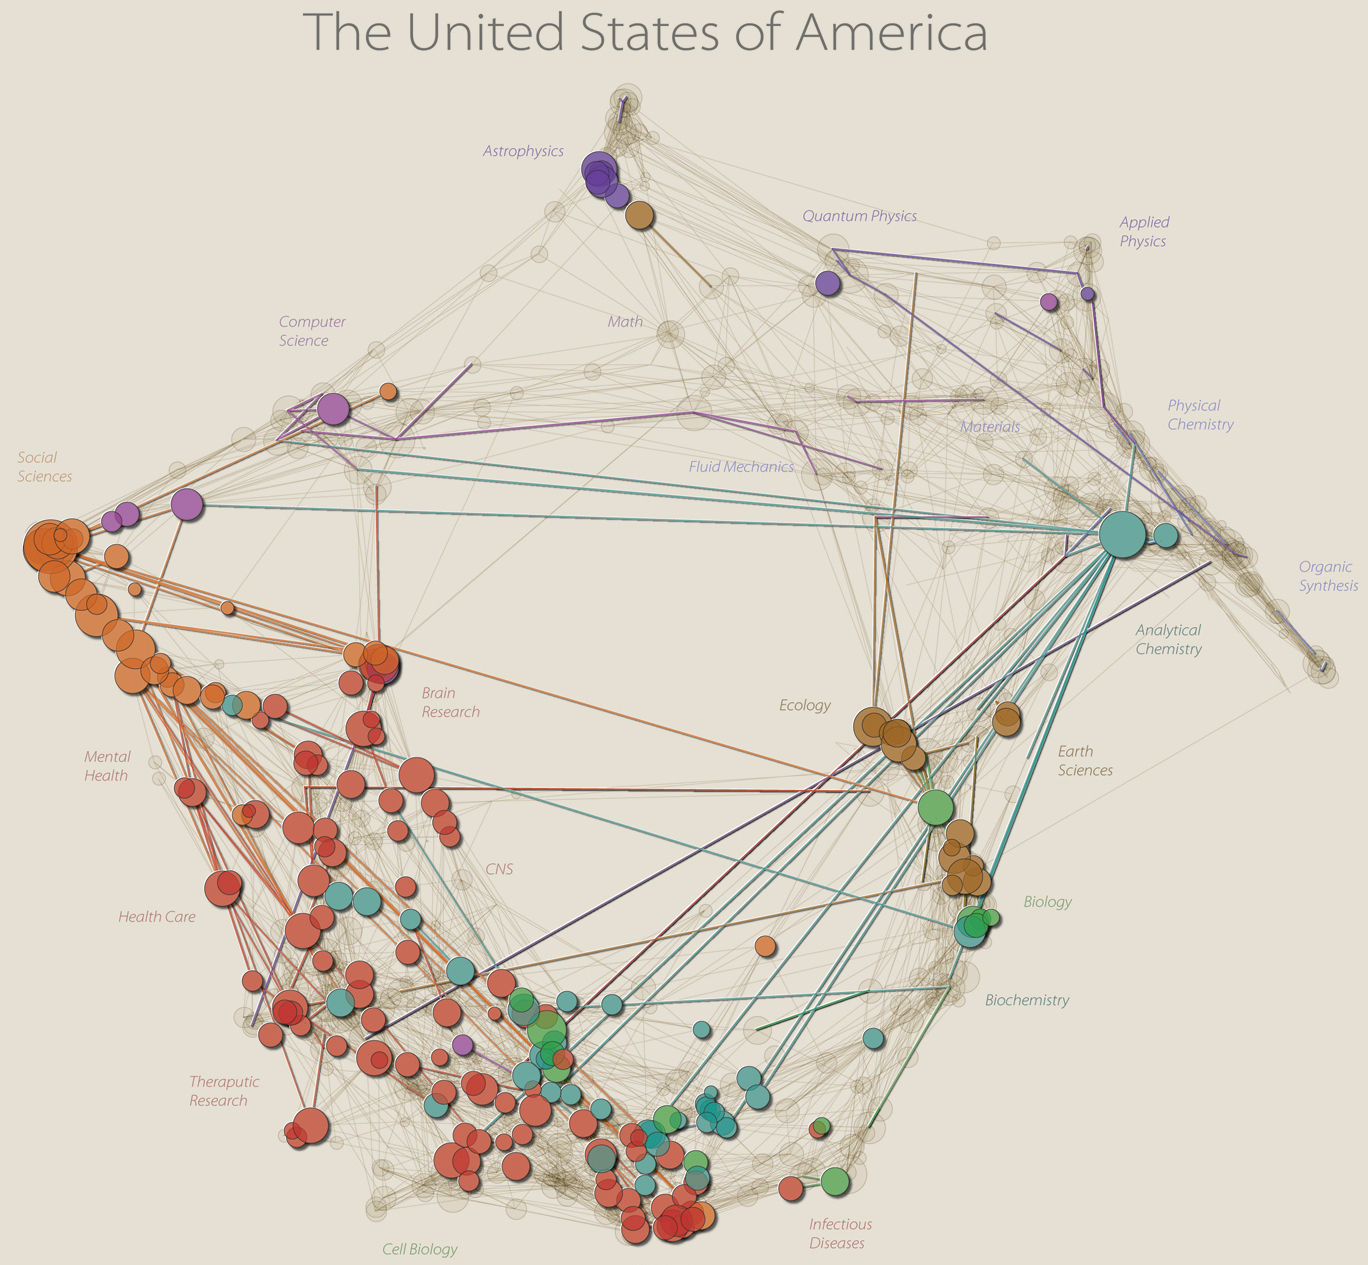 The United States of America
Astrophysics
Quantum Physics
Applied
Physics
Computer
Science
Math
Physical
Chemistry
Materials
Social
Sciences
Fluid Mechanics
Organic
Synthesis
Analytical
Chemistry
Brain
Research
Ecology
Mental
Health
Earth
Sciences
CNS
Health Care
Biology
Biochemistry
Theraputic
Research
Infectious
Diseases
Cell Biology